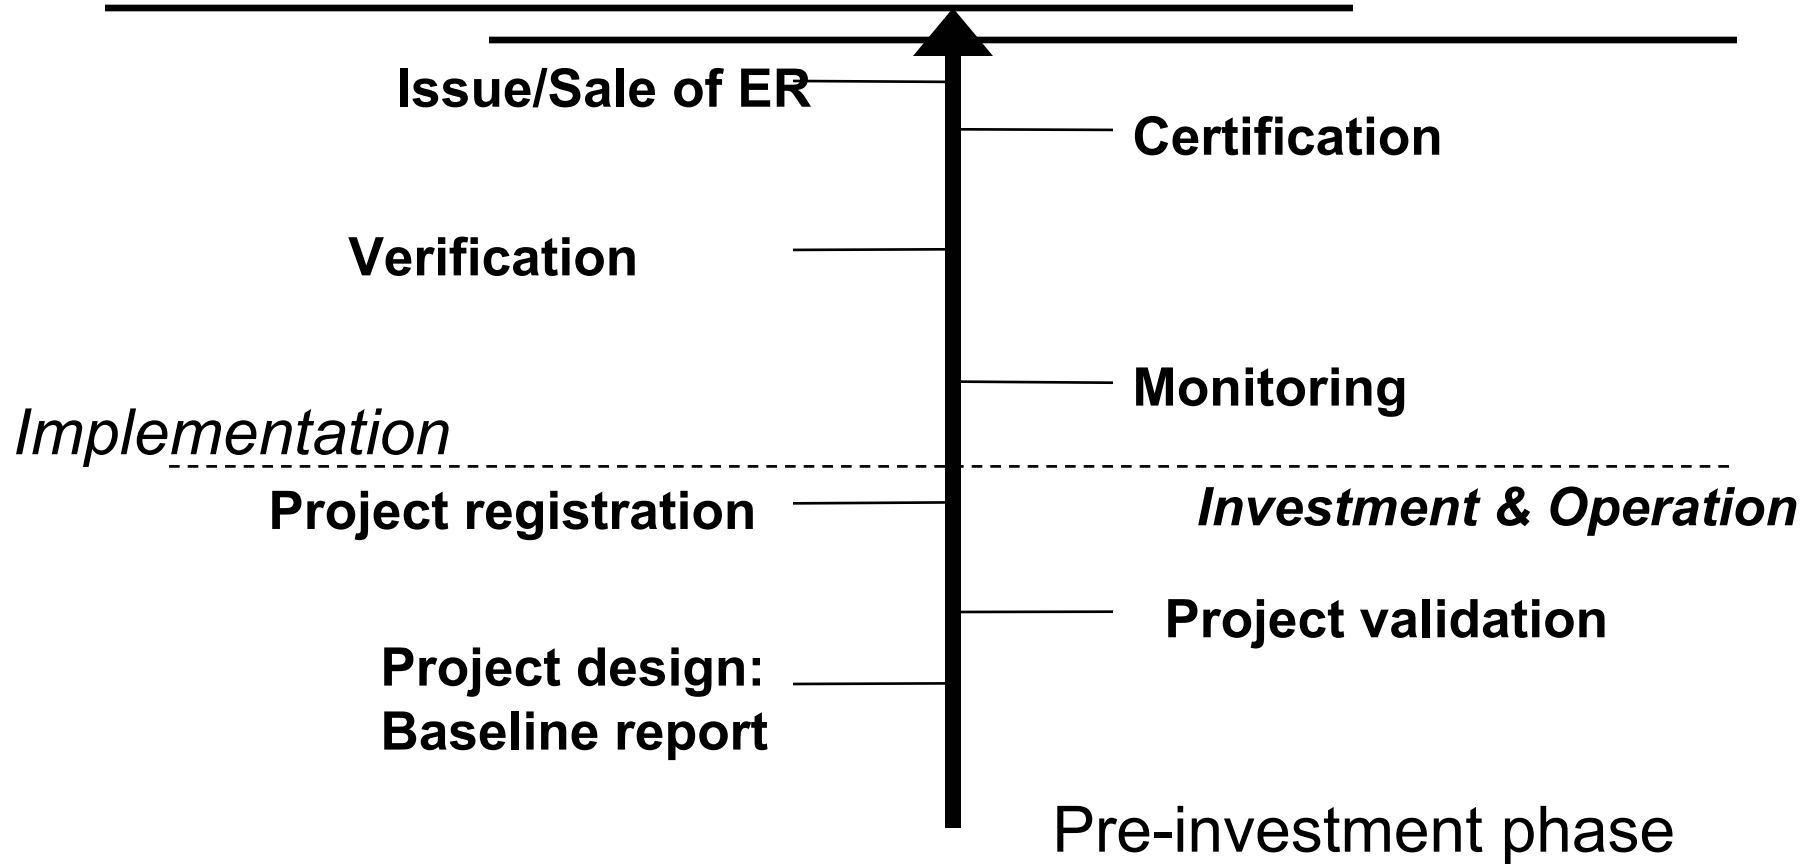 Issue/Sale of ER
Certification
Verification
Monitoring
Implementation
Project registration
Investment & Operation
Project validation
Project design:
Baseline report
Pre-investment phase